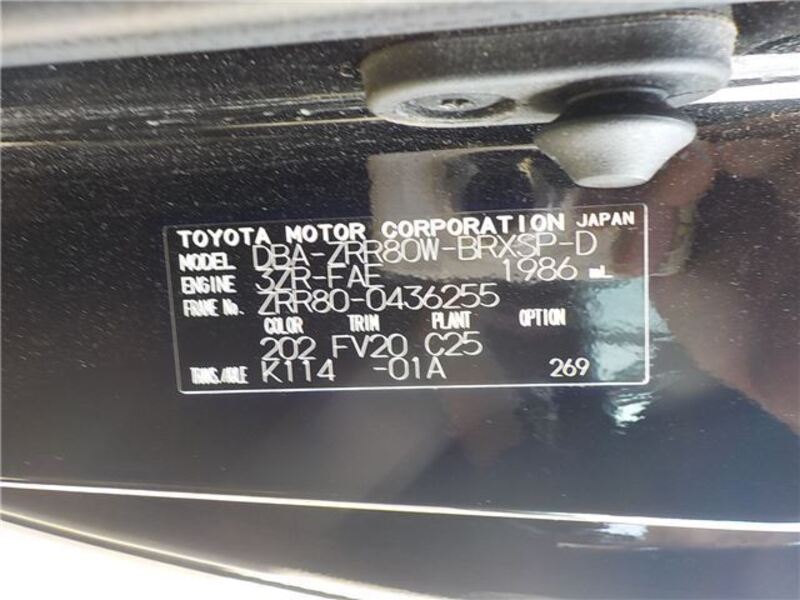 TOYOTA MOTOR CORPORATION JAPAN
MODEL DBA-ZRR80W-BRXSP-D
ENGINE 3ZR-FAE 1986 mL
FRAME No. ZRR80-0436255
COLOR TRIM PLANT OPTION
202 FV20 C25
TRANS./AXLE K114 -01A 269